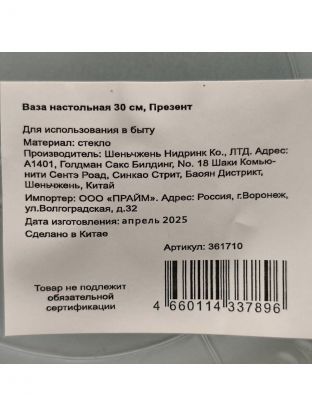 Ваза настольная 30 см, Презент
Для использования в быту
Материал: стекло
Производитель: Шеньчжень Нидринк Ко., ЛТД. Адрес:
А1401, Голдман Сакс Билдинг, No. 18 Шаки Комью-
нити Сентэ Роад, Синкао Стрит, Баоян Дистрикт,
Шеньчжень, Китай
Импортер: ООО «ПРАЙМ». Адрес: Россия, г.Воронеж,
ул.Волгоградская, д.32
Дата изготовления: апрель 2025
Сделано в Китае
Артикул: 361710
Товар не подлежит
обязательной
сертификации
4 660114 337896